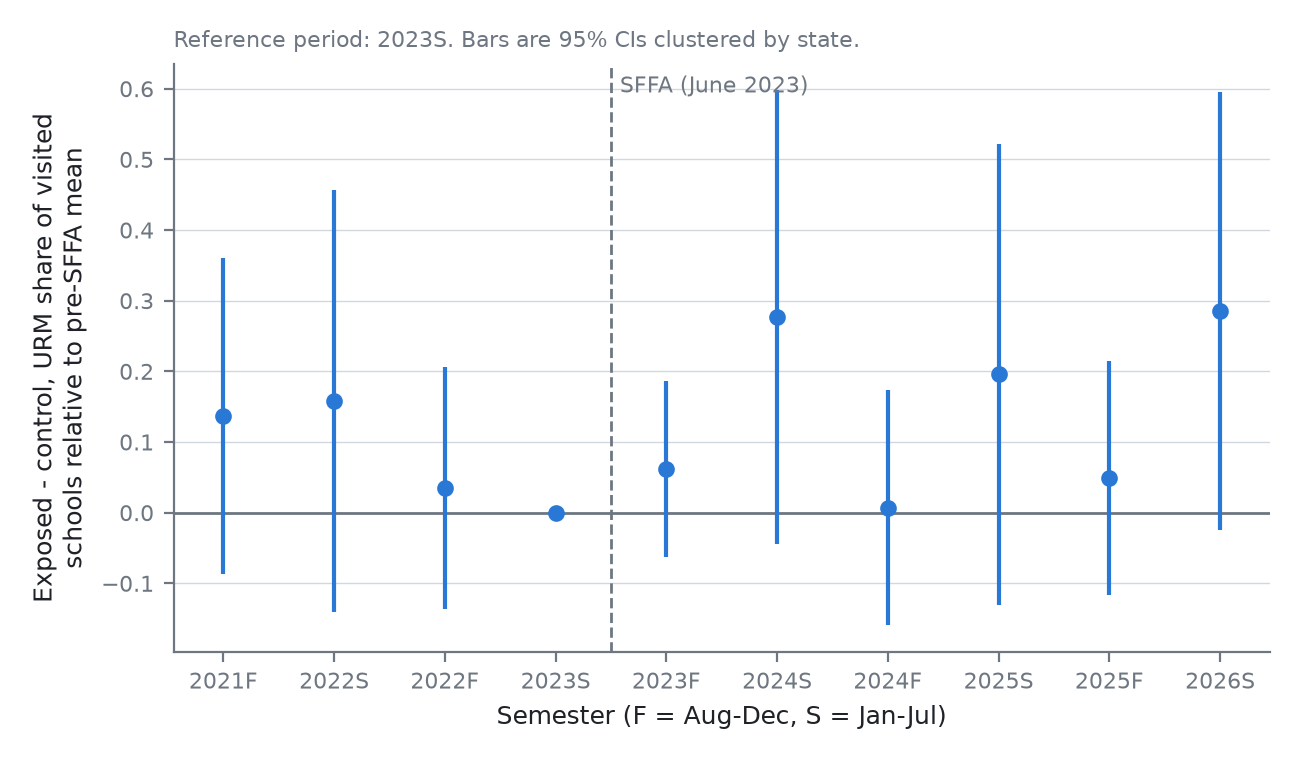 Reference period: 2023S. Bars are 95% CIs clustered by state.
SFFA (June 2023)
Exposed - control, URM share of visited
schools relative to pre-SFFA mean
0.6
0.5
0.4
0.3
0.2
0.1
0.0
−0.1
2021F 2022S 2022F 2023S 2023F 2024S 2024F 2025S 2025F 2026S
Semester (F = Aug-Dec, S = Jan-Jul)